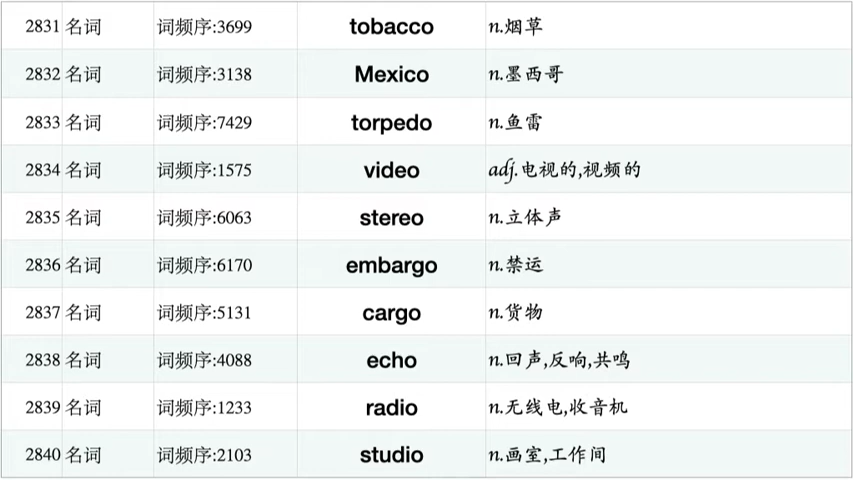 2831 名词 词频序:3699 tobacco n.烟草
2832 名词 词频序:3138 Mexico n.墨西哥
2833 名词 词频序:7429 torpedo n.鱼雷
2834 名词 词频序:1575 video adj.电视的,视频的
2835 名词 词频序:6063 stereo n.立体声
2836 名词 词频序:6170 embargo n.禁运
2837 名词 词频序:5131 cargo n.货物
2838 名词 词频序:4088 echo n.回声,反响,共鸣
2839 名词 词频序:1233 radio n.无线电,收音机
2840 名词 词频序:2103 studio n.画室,工作间